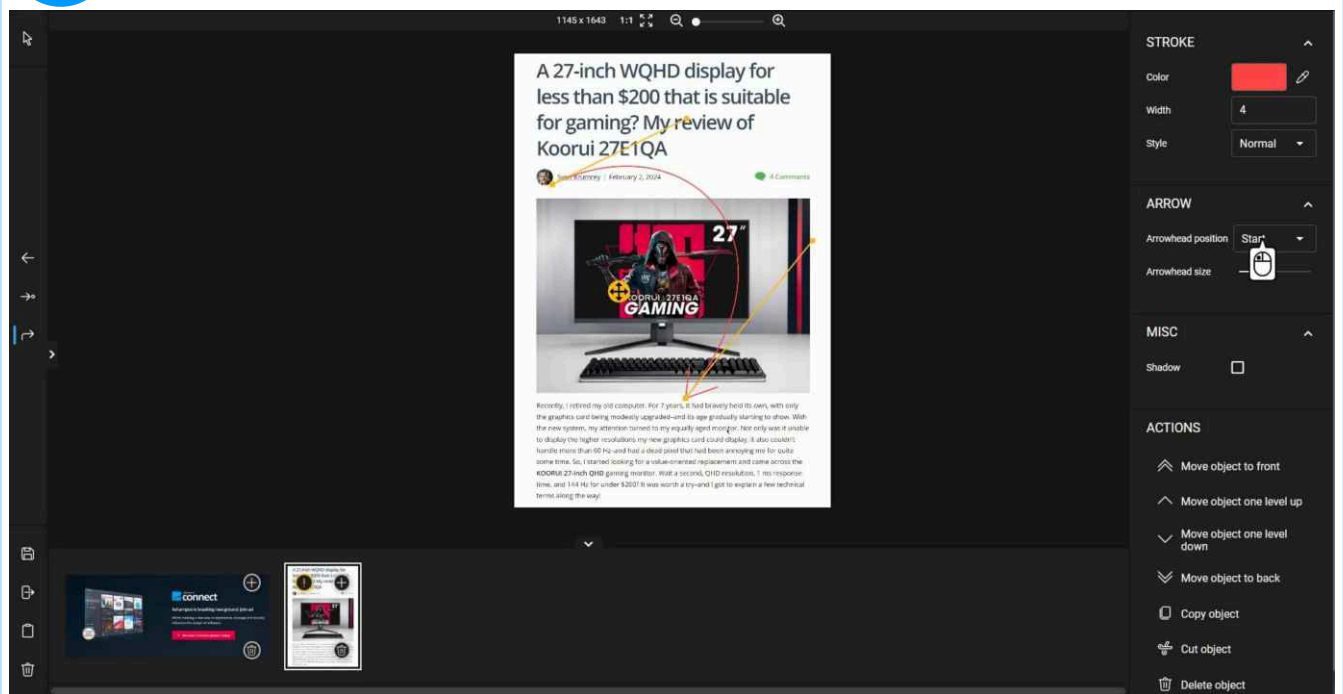 1145 x 1643 1:1
A 27-inch WQHD display for
less than $200 that is suitable
for gaming? My review of
Koorui 27E1QA
Sven Krumrey | February 2, 2024
4 Comments
27"
KOORUI 27E1QA
GAMING
Recently, I retired my old computer. For 7 years, it had bravely held its own, with only
the graphics card being modestly upgraded–and its age gradually starting to show. With
the new system, my attention turned to my equally aged monitor. Not only was it unable
to display the higher resolutions my new graphics card could display, it also couldn't
handle more than 60 Hz–and had a dead pixel that had been annoying me for quite
some time. So, I started looking for a value-oriented replacement and came across the
KOORUI 27-inch QHD gaming monitor. Wait a second, QHD resolution, 1 ms response
time, and 144 Hz for under $200? It was worth a try–and I got to explain a few technical
terms along the way!
connect
STROKE
Color
Width 4
Style Normal
ARROW
Arrowhead position Start
Arrowhead size
MISC
Shadow
ACTIONS
Move object to front
Move object one level up
Move object one level
down
Move object to back
Copy object
Cut object
Delete object